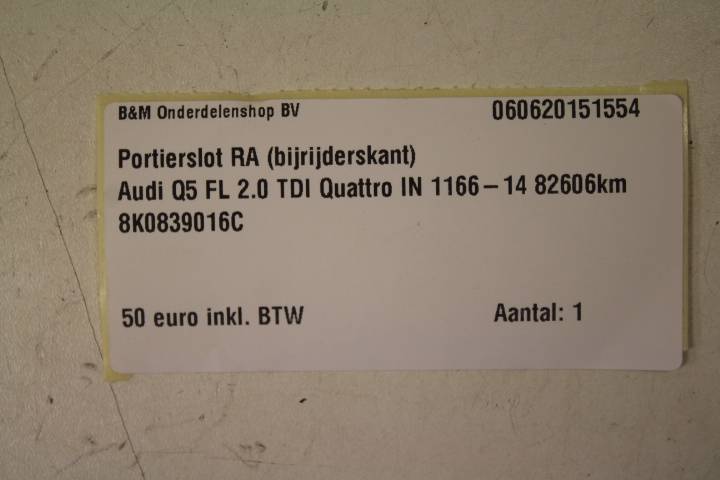 B&M Onderdelenshop BV 060620151554
Portierslot RA (bijrijderskant)
Audi Q5 FL 2.0 TDI Quattro IN 1166-14 82606km
8K0839016C
50 euro inkl. BTW Aantal: 1